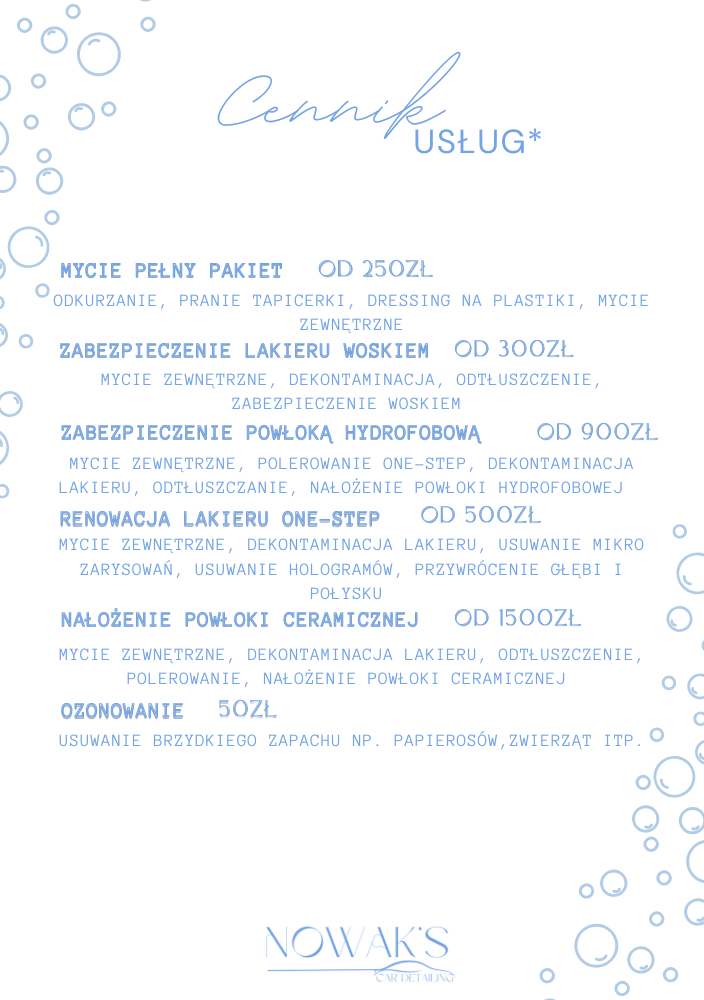 Cennik
USŁUG*
MYCIE PEŁNY PAKIET OD 250ZŁ
ODKURZANIE, PRANIE TAPICERKI, DRESSING NA PLASTIKI, MYCIE
ZEWNĘTRZNE
ZABEZPIECZENIE LAKIERU WOSKIEM OD 300ZŁ
MYCIE ZEWNĘTRZNE, DEKONTAMINACJA, ODTŁUSZCZENIE,
ZABEZPIECZENIE WOSKIEM
ZABEZPIECZENIE POWŁOKĄ HYDROFOBOWĄ OD 900ZŁ
MYCIE ZEWNĘTRZNE, POLEROWANIE ONE-STEP, DEKONTAMINACJA
LAKIERU, ODTŁUSZCZANIE, NAŁOŻENIE POWŁOKI HYDROFOBOWEJ
RENOWACJA LAKIERU ONE-STEP OD 500ZŁ
MYCIE ZEWNĘTRZNE, DEKONTAMINACJA LAKIERU, USUWANIE MIKRO
ZARYSOWAŃ, USUWANIE HOLOGRAMÓW, PRZYWRÓCENIE GŁĘBI I
POŁYSKU
NAŁOŻENIE POWŁOKI CERAMICZNEJ OD 1500ZŁ
MYCIE ZEWNĘTRZNE, DEKONTAMINACJA LAKIERU, ODTŁUSZCZENIE,
POLEROWANIE, NAŁOŻENIE POWŁOKI CERAMICZNEJ
OZONOWANIE 50ZŁ
USUWANIE BRZYDKIEGO ZAPACHU NP. PAPIEROSÓW,ZWIERZĄT ITP.
NOWAK'S
CAR DETAILING